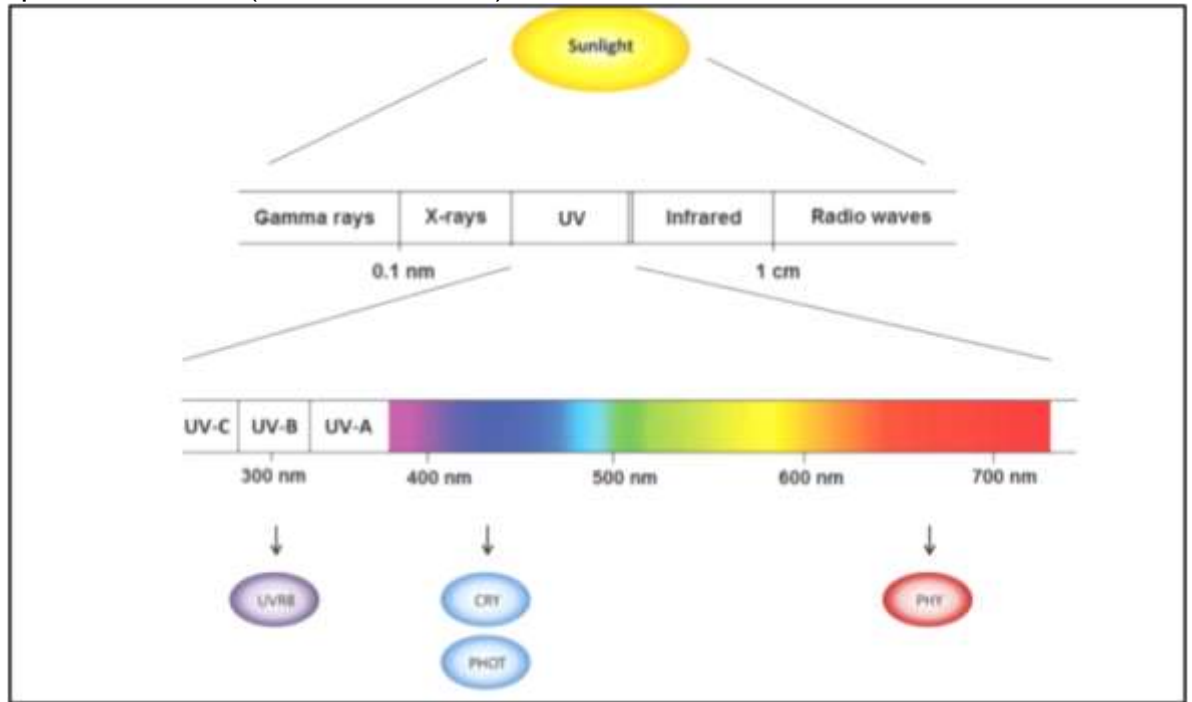 Sunlight
Gamma rays X-rays UV Infrared Radio waves
0.1 nm 1 cm
UV-C UV-B UV-A
300 nm 400 nm 500 nm 600 nm 700 nm
UVR8 CRY PHY
PHOT